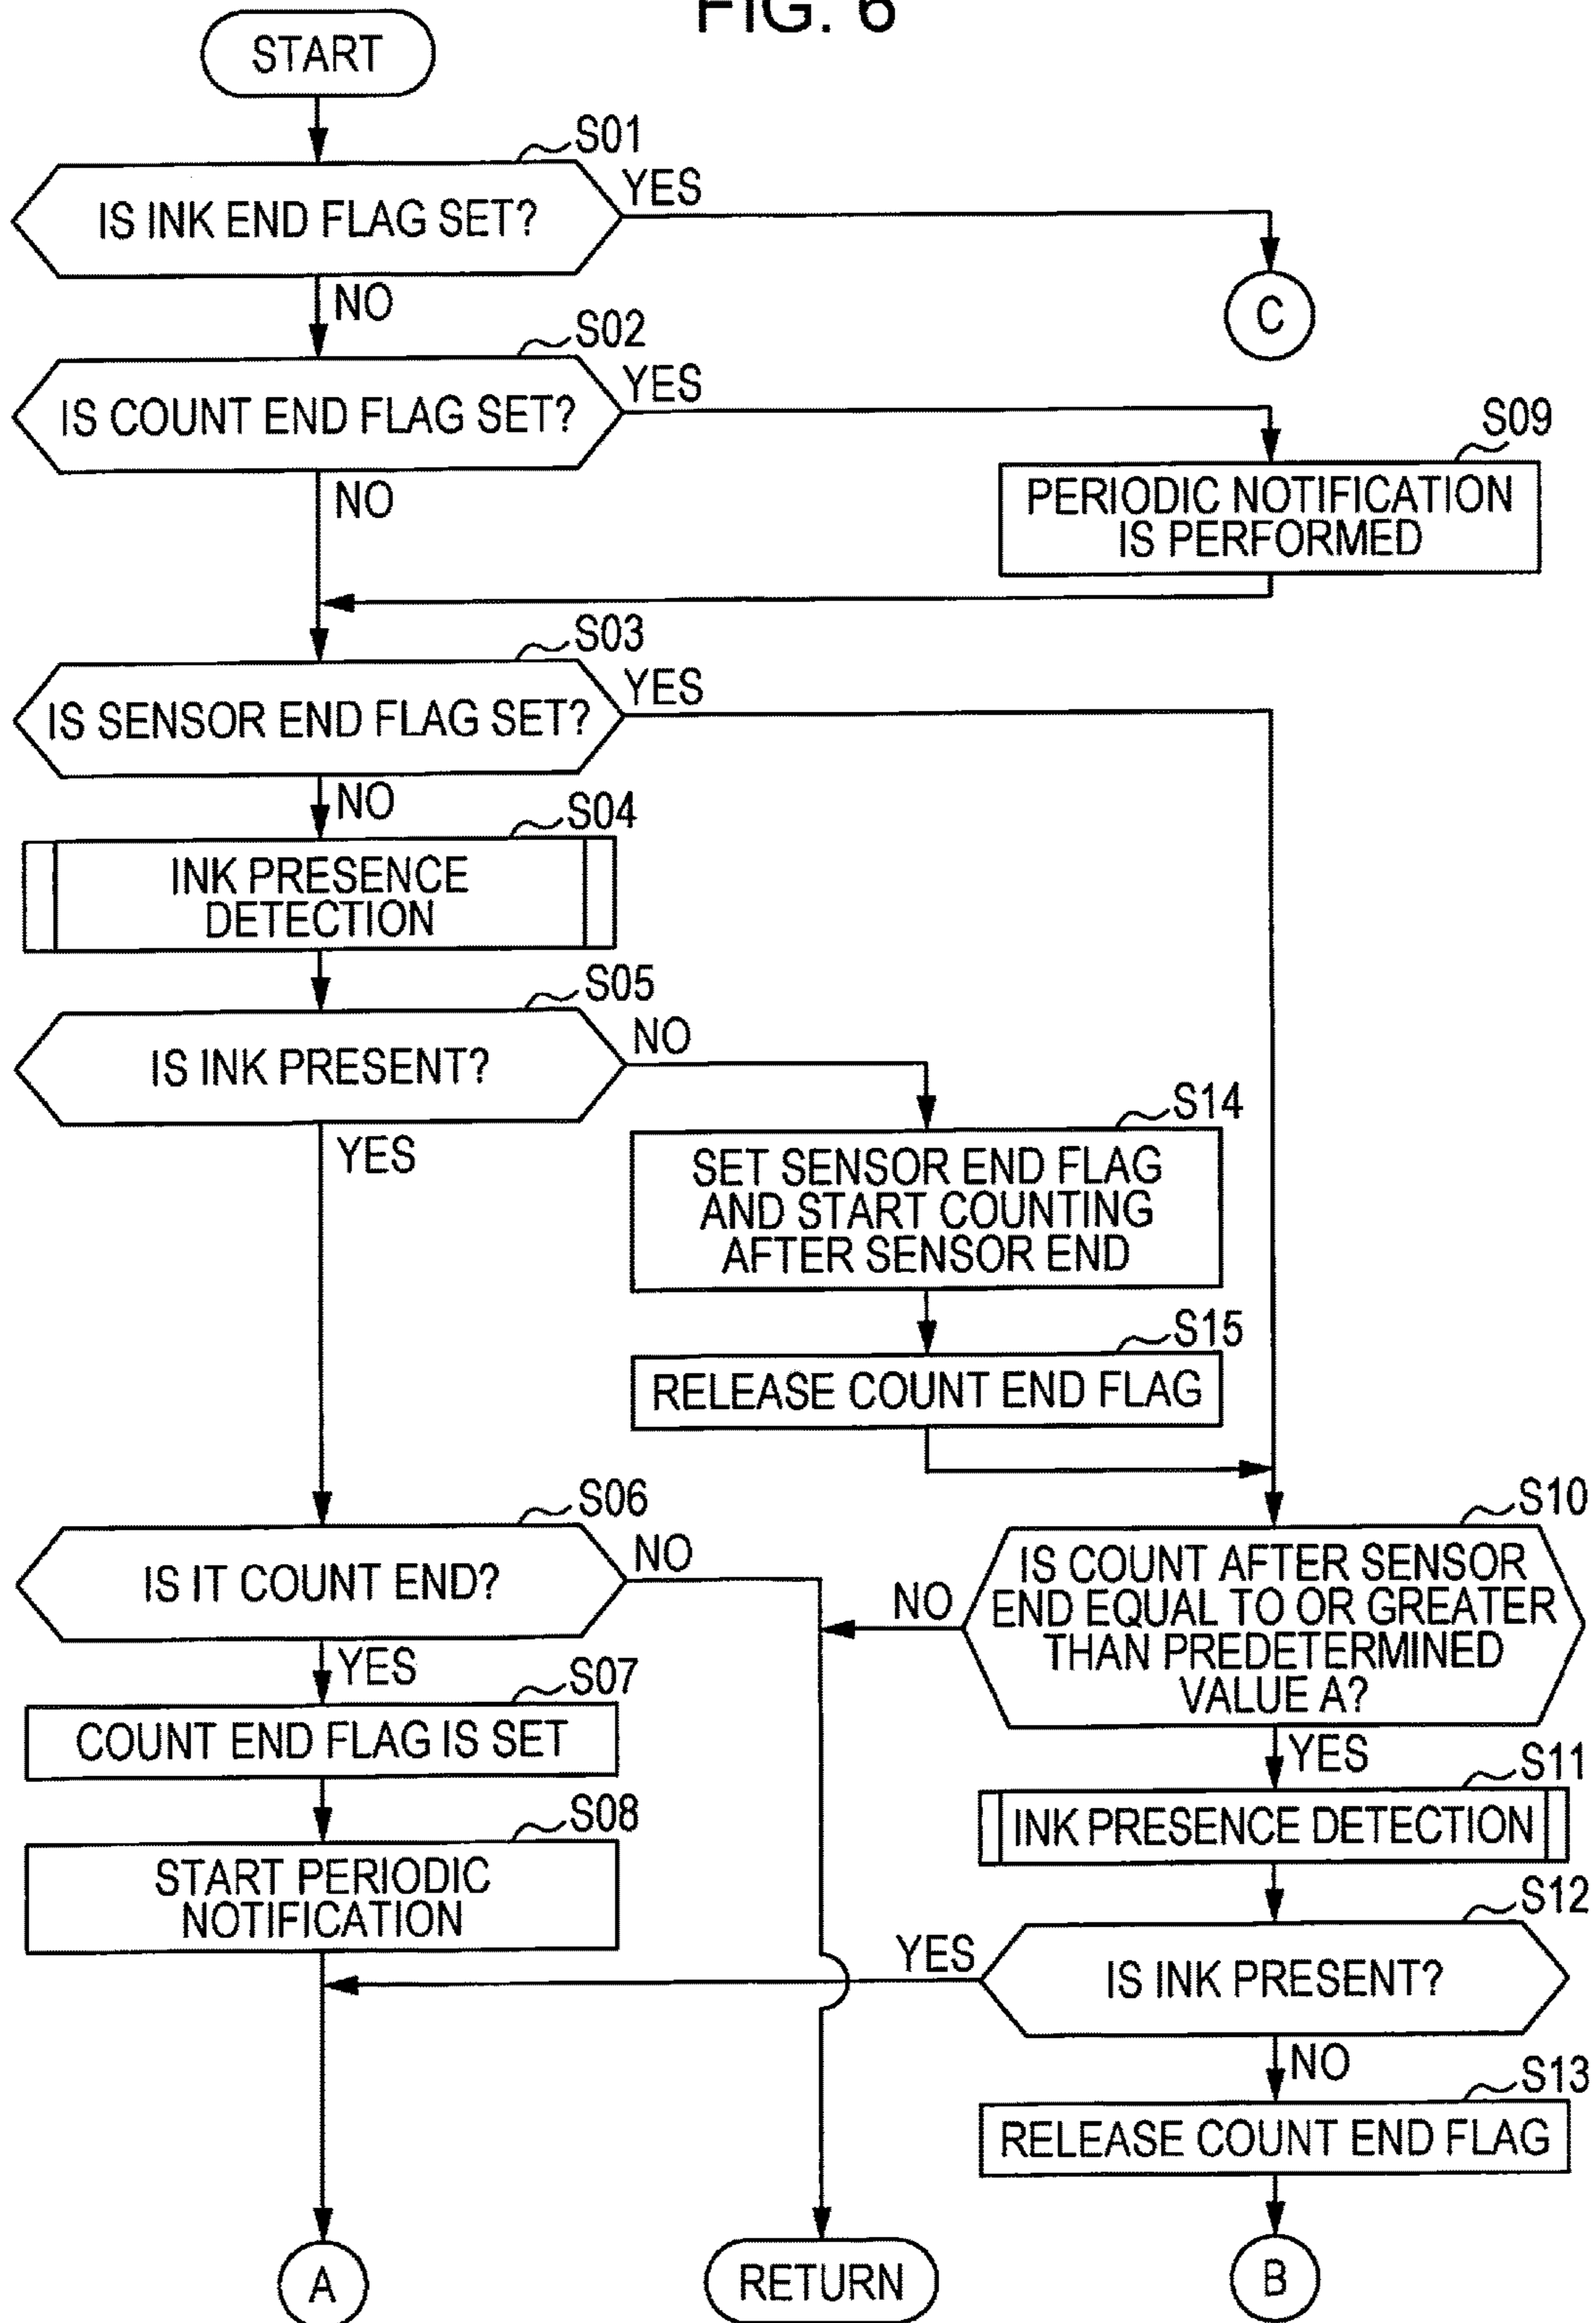 FIG. 6
START
S01
IS INK END FLAG SET?
YES
NO
C
S02
IS COUNT END FLAG SET?
YES
NO
S09
PERIODIC NOTIFICATION
IS PERFORMED
S03
IS SENSOR END FLAG SET?
YES
NO
S04
INK PRESENCE
DETECTION
S05
IS INK PRESENT?
NO
YES
S14
SET SENSOR END FLAG
AND START COUNTING
AFTER SENSOR END
S15
RELEASE COUNT END FLAG
S06
IS IT COUNT END?
NO
YES
S10
IS COUNT AFTER SENSOR
END EQUAL TO OR GREATER
THAN PREDETERMINED
VALUE A?
NO
YES
S07
COUNT END FLAG IS SET
S11
INK PRESENCE DETECTION
S08
START PERIODIC
NOTIFICATION
S12
IS INK PRESENT?
YES
NO
S13
RELEASE COUNT END FLAG
A
RETURN
B